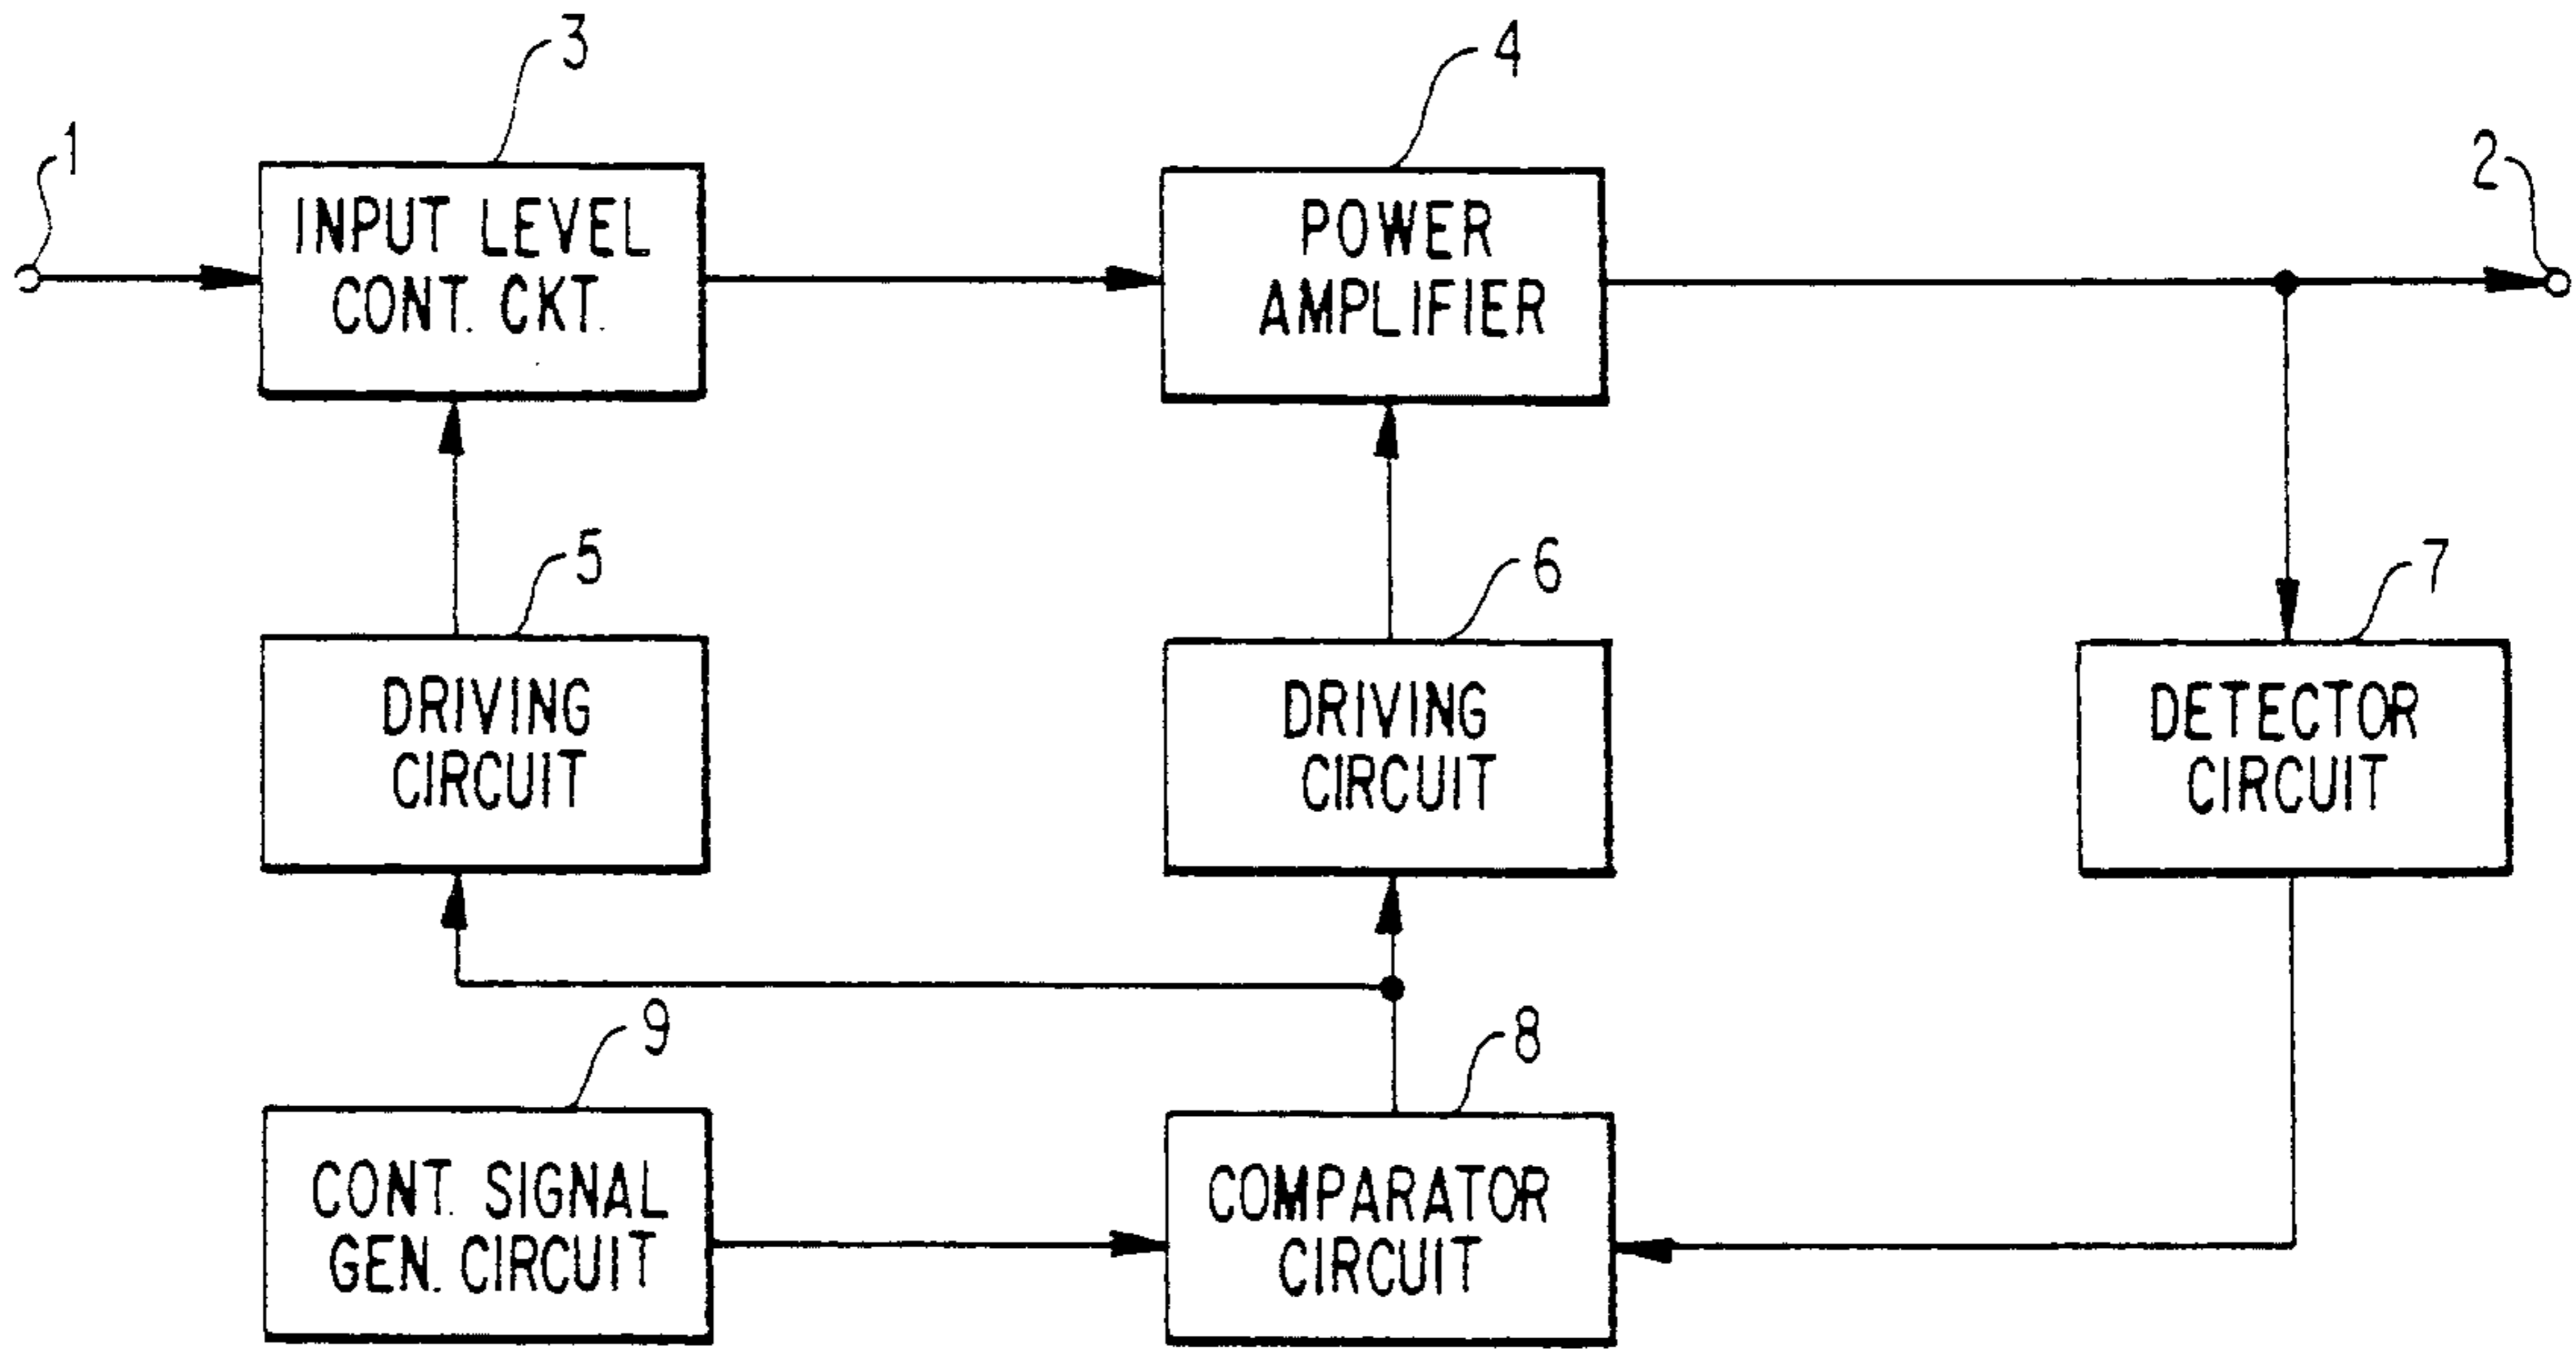 3
4
1
2
INPUT LEVEL
CONT. CKT.
POWER
AMPLIFIER
5
6
7
DRIVING
CIRCUIT
DRIVING
CIRCUIT
DETECTOR
CIRCUIT
9
8
CONT. SIGNAL
GEN. CIRCUIT
COMPARATOR
CIRCUIT